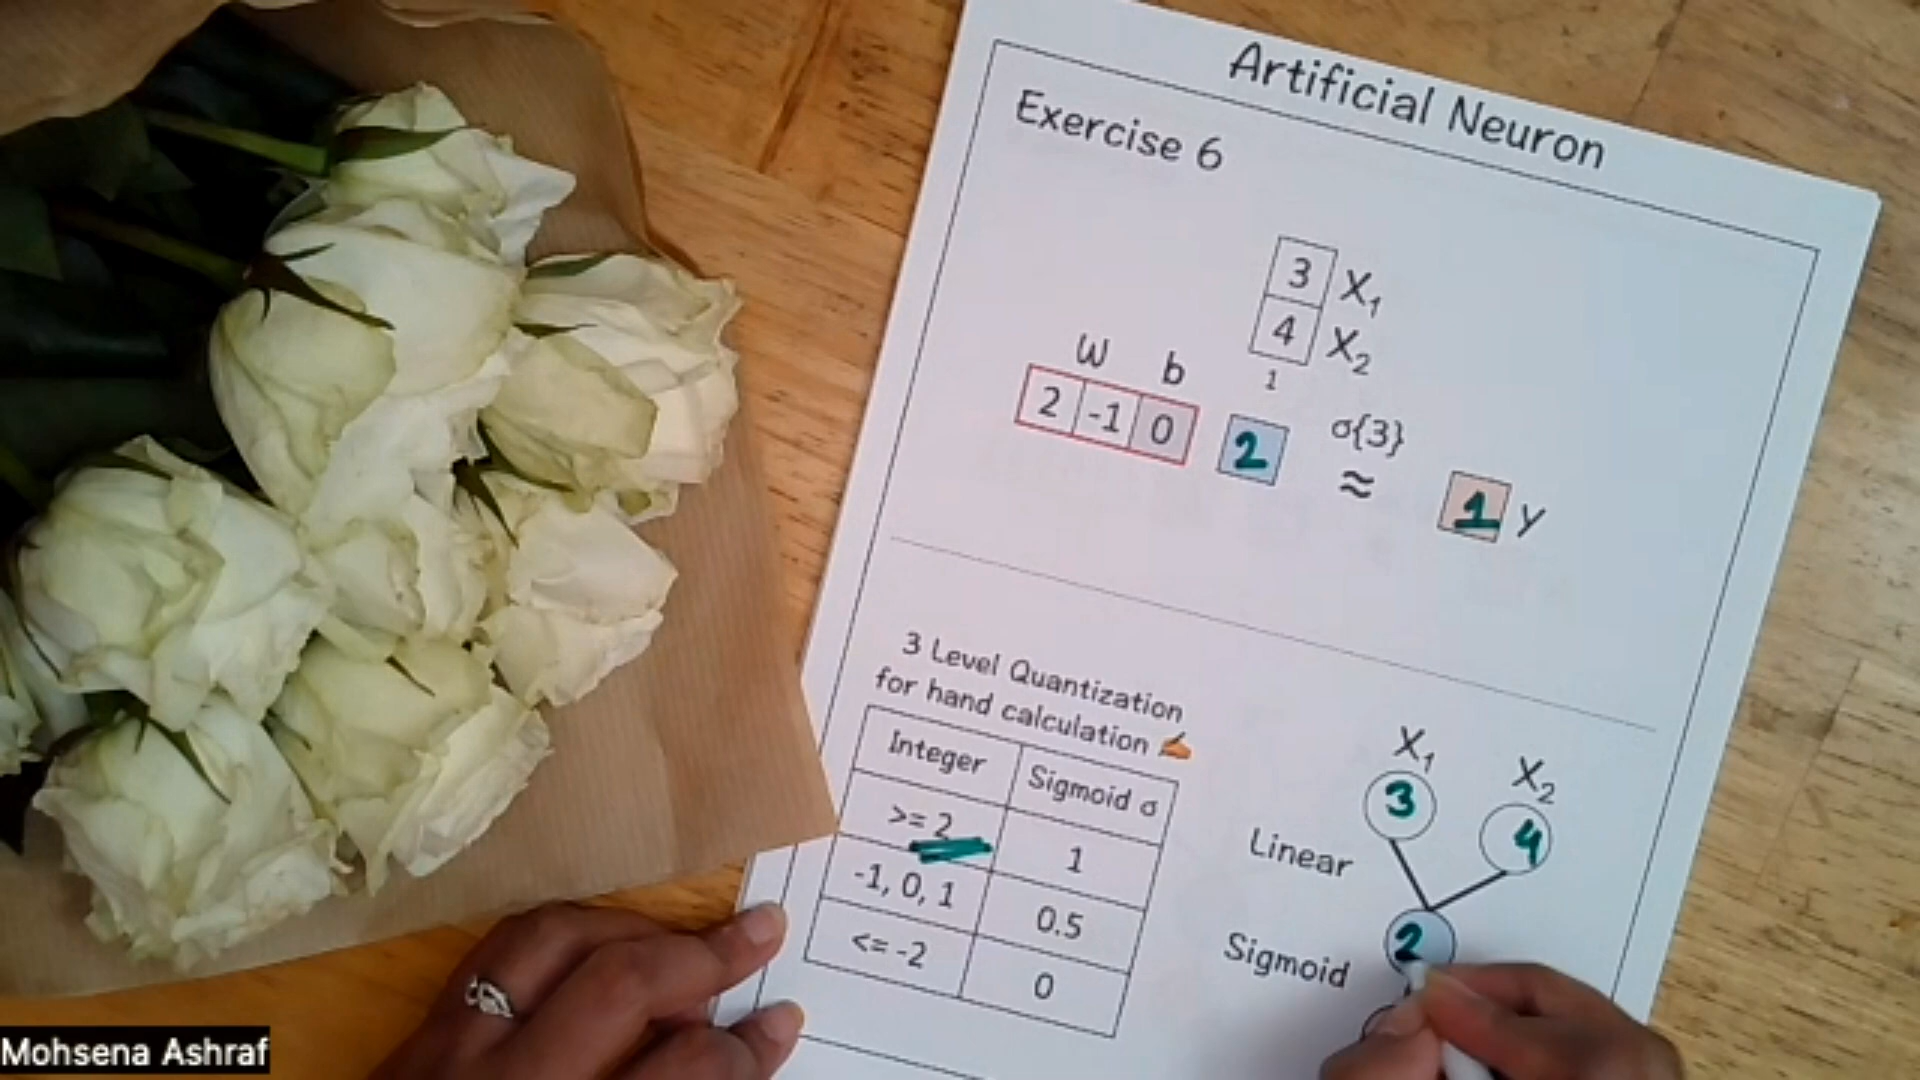 Artificial Neuron
Exercise 6
3 X₁
4 X₂
1
W b
2 -1 0
2
σ{3}
≈
1 y
3 Level Quantization
for hand calculation ✍
Integer Sigmoid σ
>= 2 1
-1, 0, 1 0.5
<= -2 0
X₁ X₂
3 4
Linear
2
Sigmoid
Mohsena Ashraf